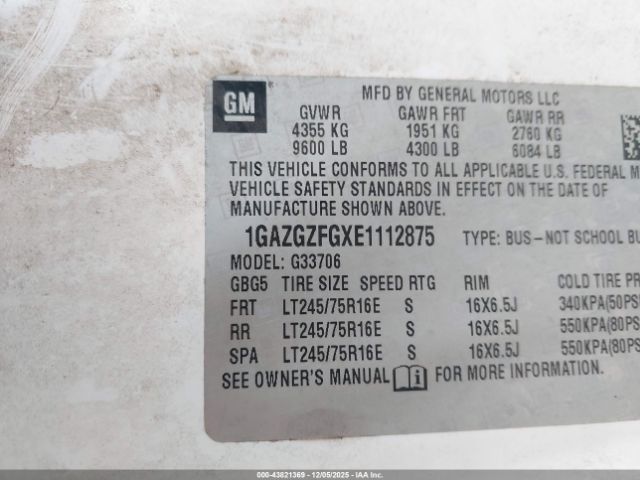 GM
MFD BY GENERAL MOTORS LLC
GVWR GAWR FRT GAWR RR
4355 KG 1951 KG 2760 KG
9600 LB 4300 LB 6084 LB
THIS VEHICLE CONFORMS TO ALL APPLICABLE U.S. FEDERAL M
VEHICLE SAFETY STANDARDS IN EFFECT ON THE DATE OF
MANUFACTURE SHOWN ABOVE.
1GAZGZFGXE1112875 TYPE: BUS-NOT SCHOOL BU
MODEL: G33706
GBG5 TIRE SIZE SPEED RTG RIM COLD TIRE PR
FRT LT245/75R16E S 16X6.5J 340KPA(50PS
RR LT245/75R16E S 16X6.5J 550KPA(80PS
SPA LT245/75R16E S 16X6.5J 550KPA(80PS
SEE OWNER'S MANUAL FOR MORE INFORMATION.
000-43821369 - 12/05/2025 - IAAI Inc.